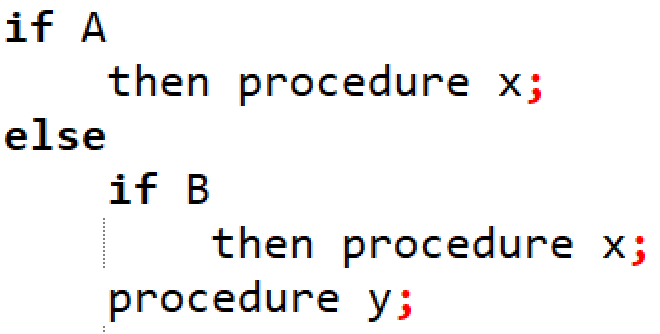 if A
then procedure x;
else
if B
then procedure x;
procedure y;